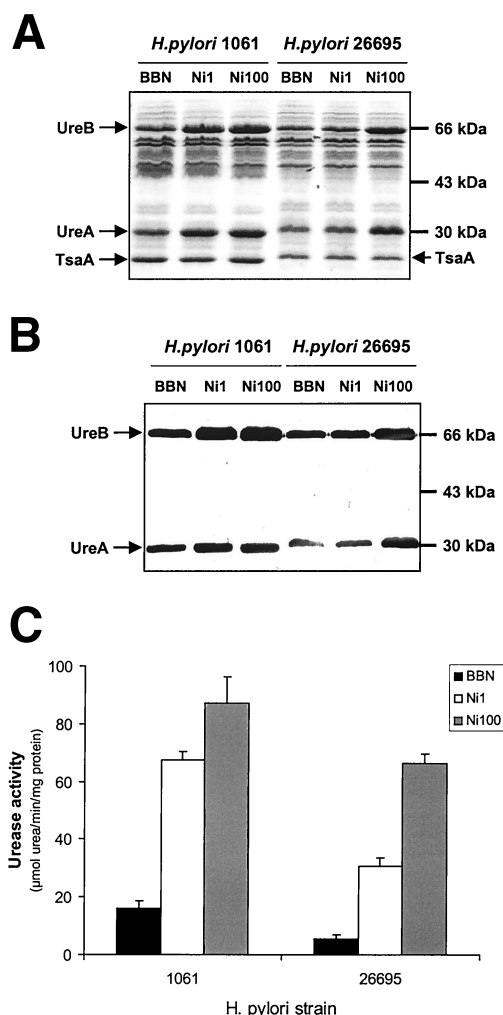 A
H.pylori 1061 H.pylori 26695
BBN Ni1 Ni100 BBN Ni1 Ni100
UreB 66 kDa
43 kDa
UreA 30 kDa
TsaA TsaA
B
H.pylori 1061 H.pylori 26695
BBN Ni1 Ni100 BBN Ni1 Ni100
UreB 66 kDa
43 kDa
UreA 30 kDa
C
100
80
60
40
20
0
Urease activity
(µmol urea/min/mg protein)
BBN
Ni1
Ni100
1061 26695
H. pylori strain